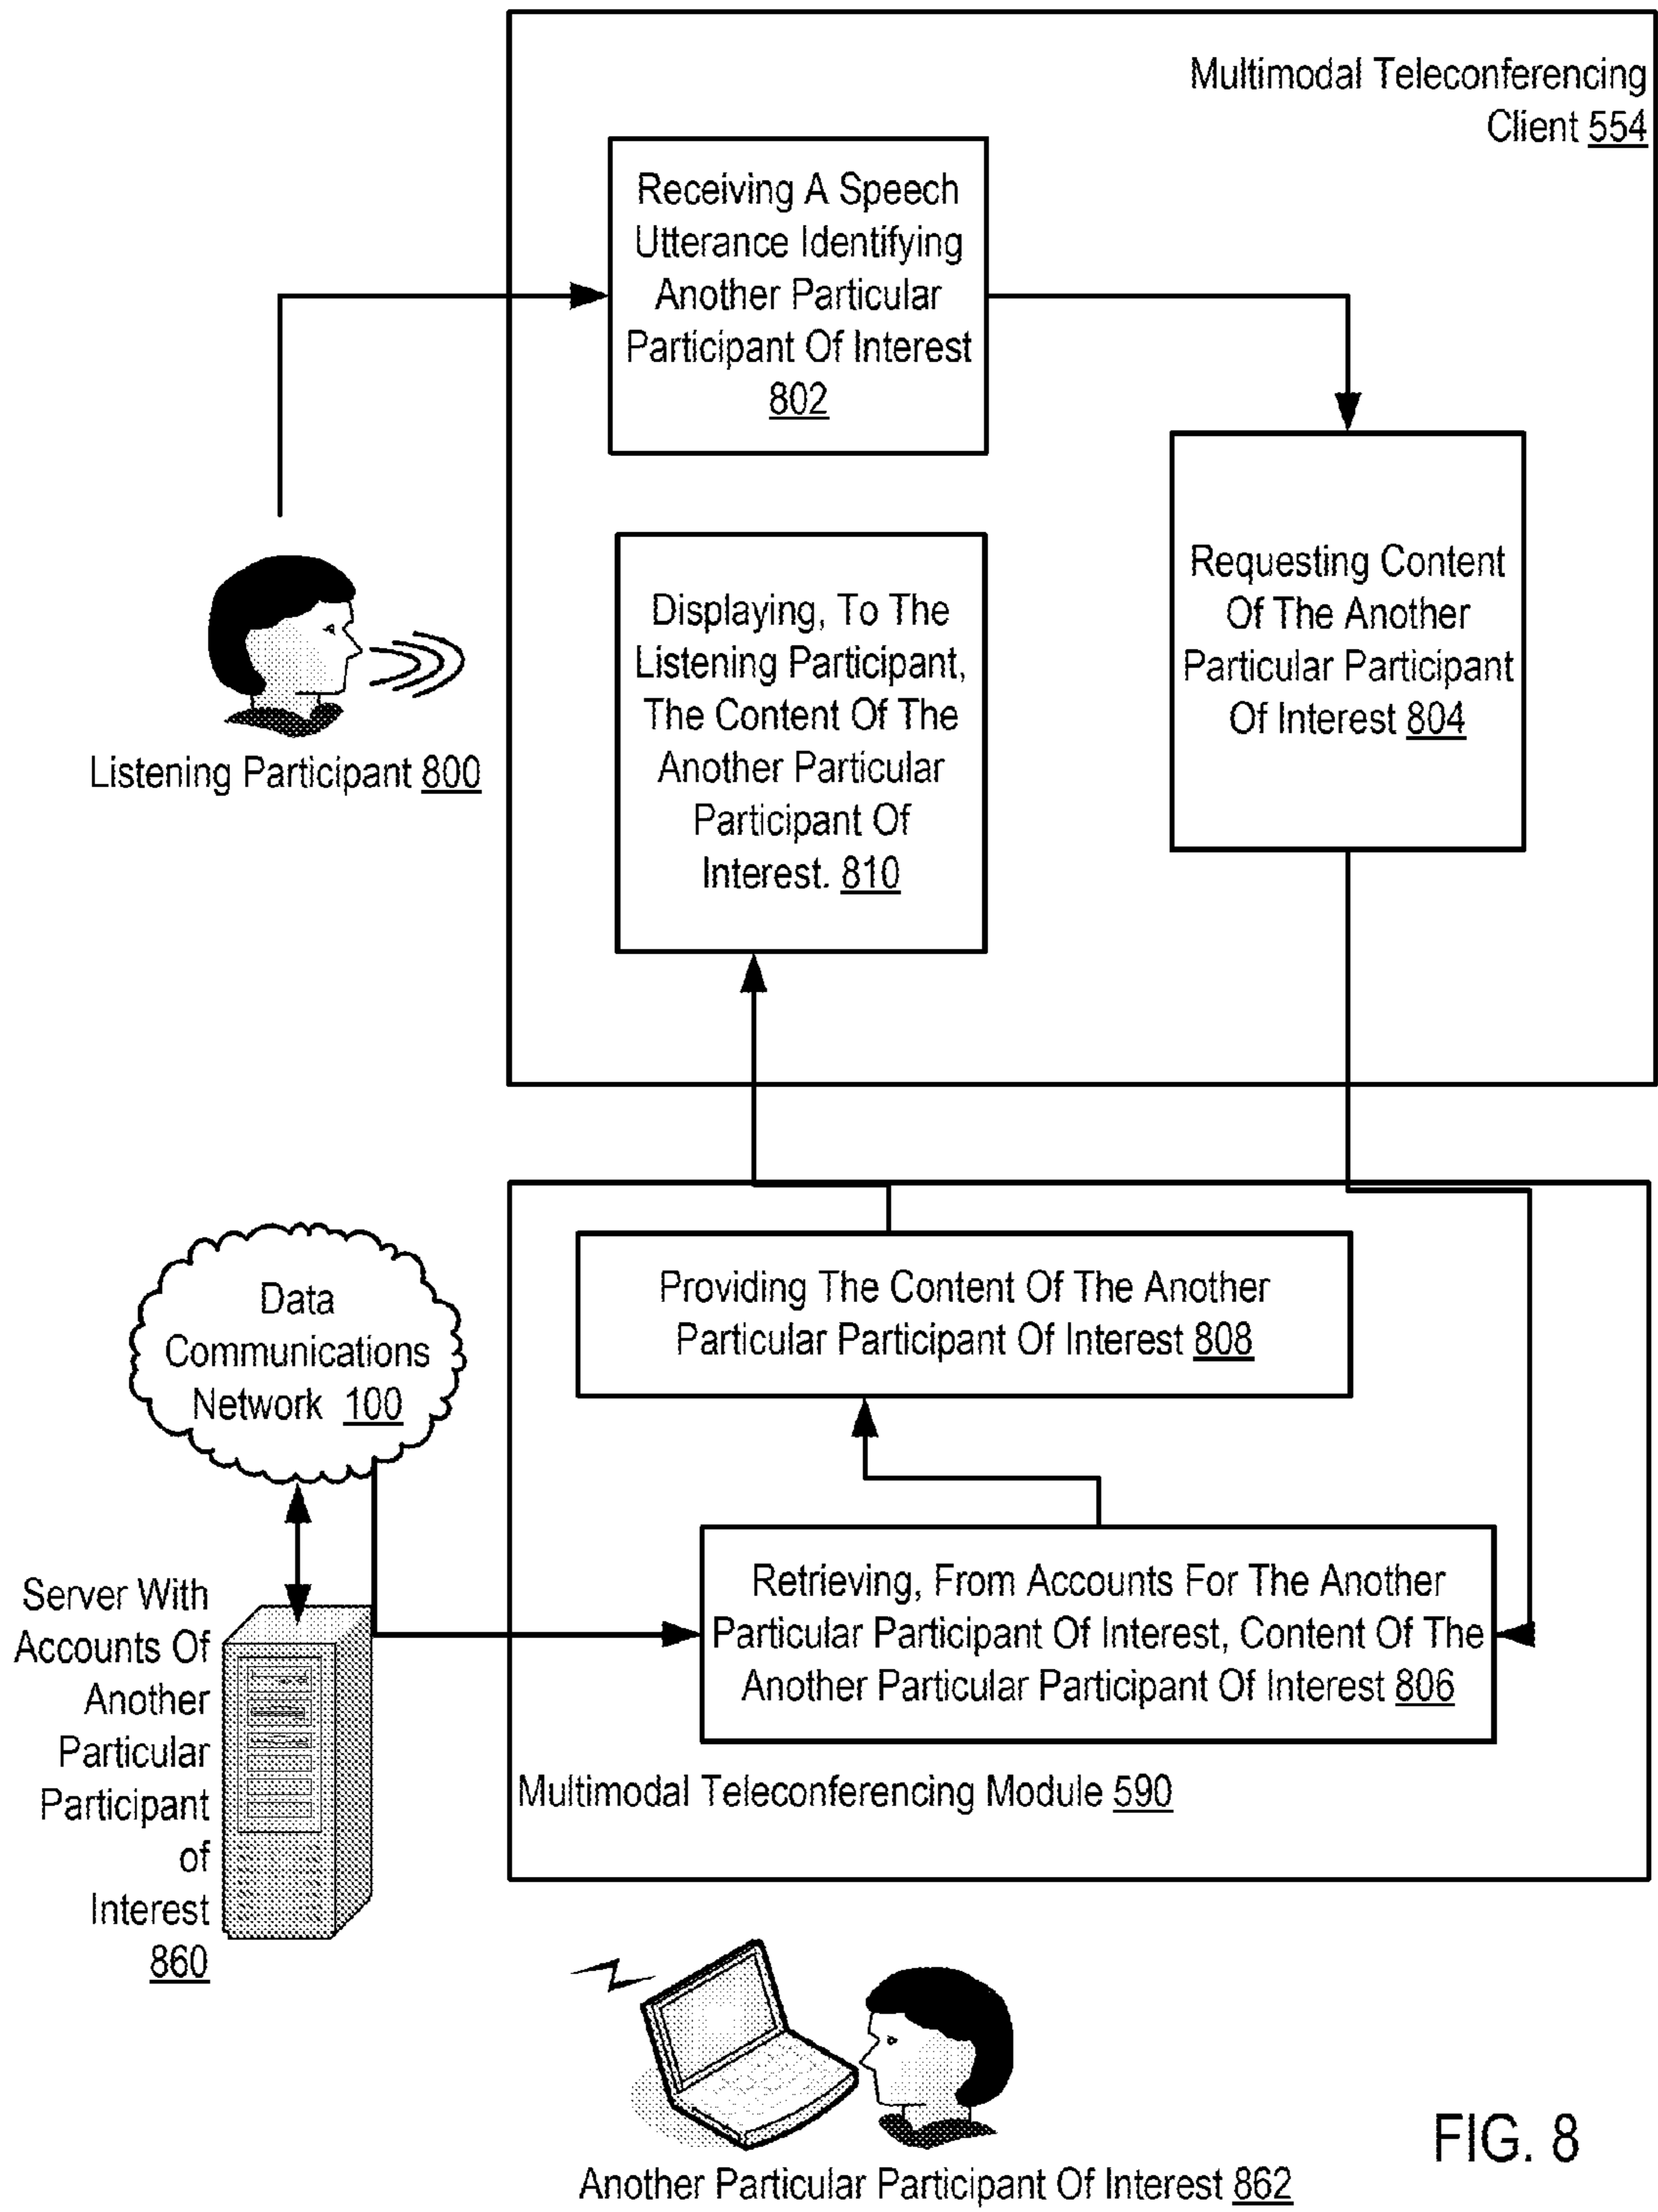 Multimodal Teleconferencing
Client 554
Receiving A Speech
Utterance Identifying
Another Particular
Participant Of Interest
802
Requesting Content
Of The Another
Particular Participant
Of Interest 804
Displaying, To The
Listening Participant,
The Content Of The
Another Particular
Participant Of
Interest. 810
Listening Participant 800
Providing The Content Of The Another
Particular Participant Of Interest 808
Data
Communications
Network 100
Retrieving, From Accounts For The Another
Particular Participant Of Interest, Content Of The
Another Particular Participant Of Interest 806
Server With
Accounts Of
Another
Particular
Participant
of
Interest
860
Multimodal Teleconferencing Module 590
Another Particular Participant Of Interest 862
FIG. 8